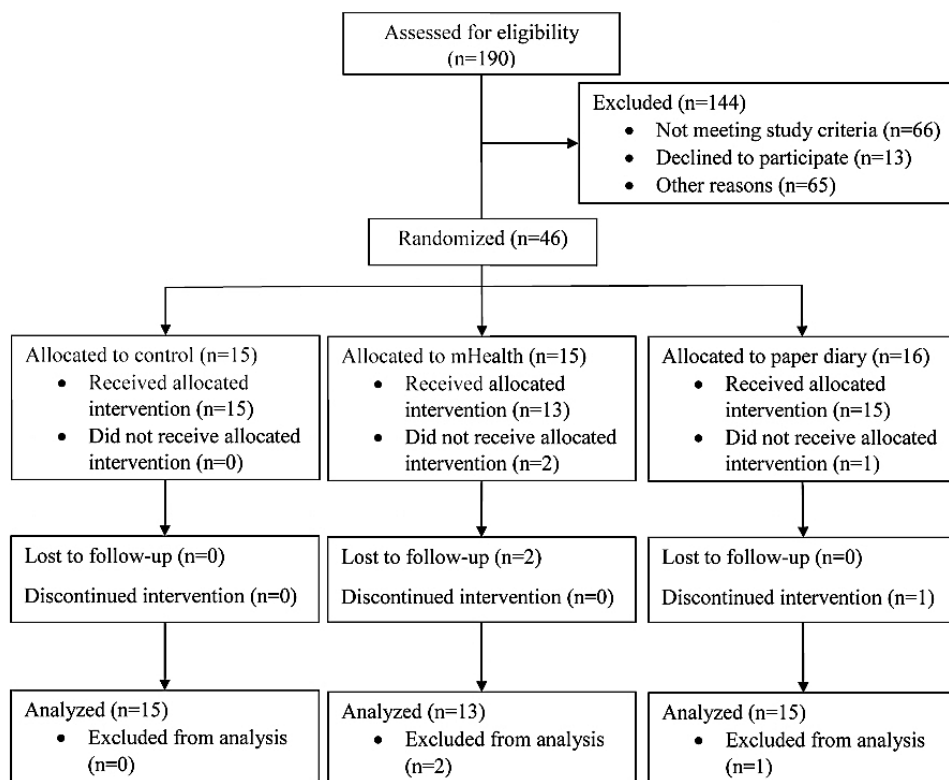 Assessed for eligibility
(n=190)
Excluded (n=144)
• Not meeting study criteria (n=66)
• Declined to participate (n=13)
• Other reasons (n=65)
Randomized (n=46)
Allocated to control (n=15)
• Received allocated
intervention (n=15)
• Did not receive allocated
intervention (n=0)
Allocated to mHealth (n=15)
• Received allocated
intervention (n=13)
• Did not receive allocated
intervention (n=2)
Allocated to paper diary (n=16)
• Received allocated
intervention (n=15)
• Did not receive allocated
intervention (n=1)
Lost to follow-up (n=0)
Discontinued intervention (n=0)
Lost to follow-up (n=2)
Discontinued intervention (n=0)
Lost to follow-up (n=0)
Discontinued intervention (n=1)
Analyzed (n=15)
• Excluded from analysis
(n=0)
Analyzed (n=13)
• Excluded from analysis
(n=2)
Analyzed (n=15)
• Excluded from analysis
(n=1)